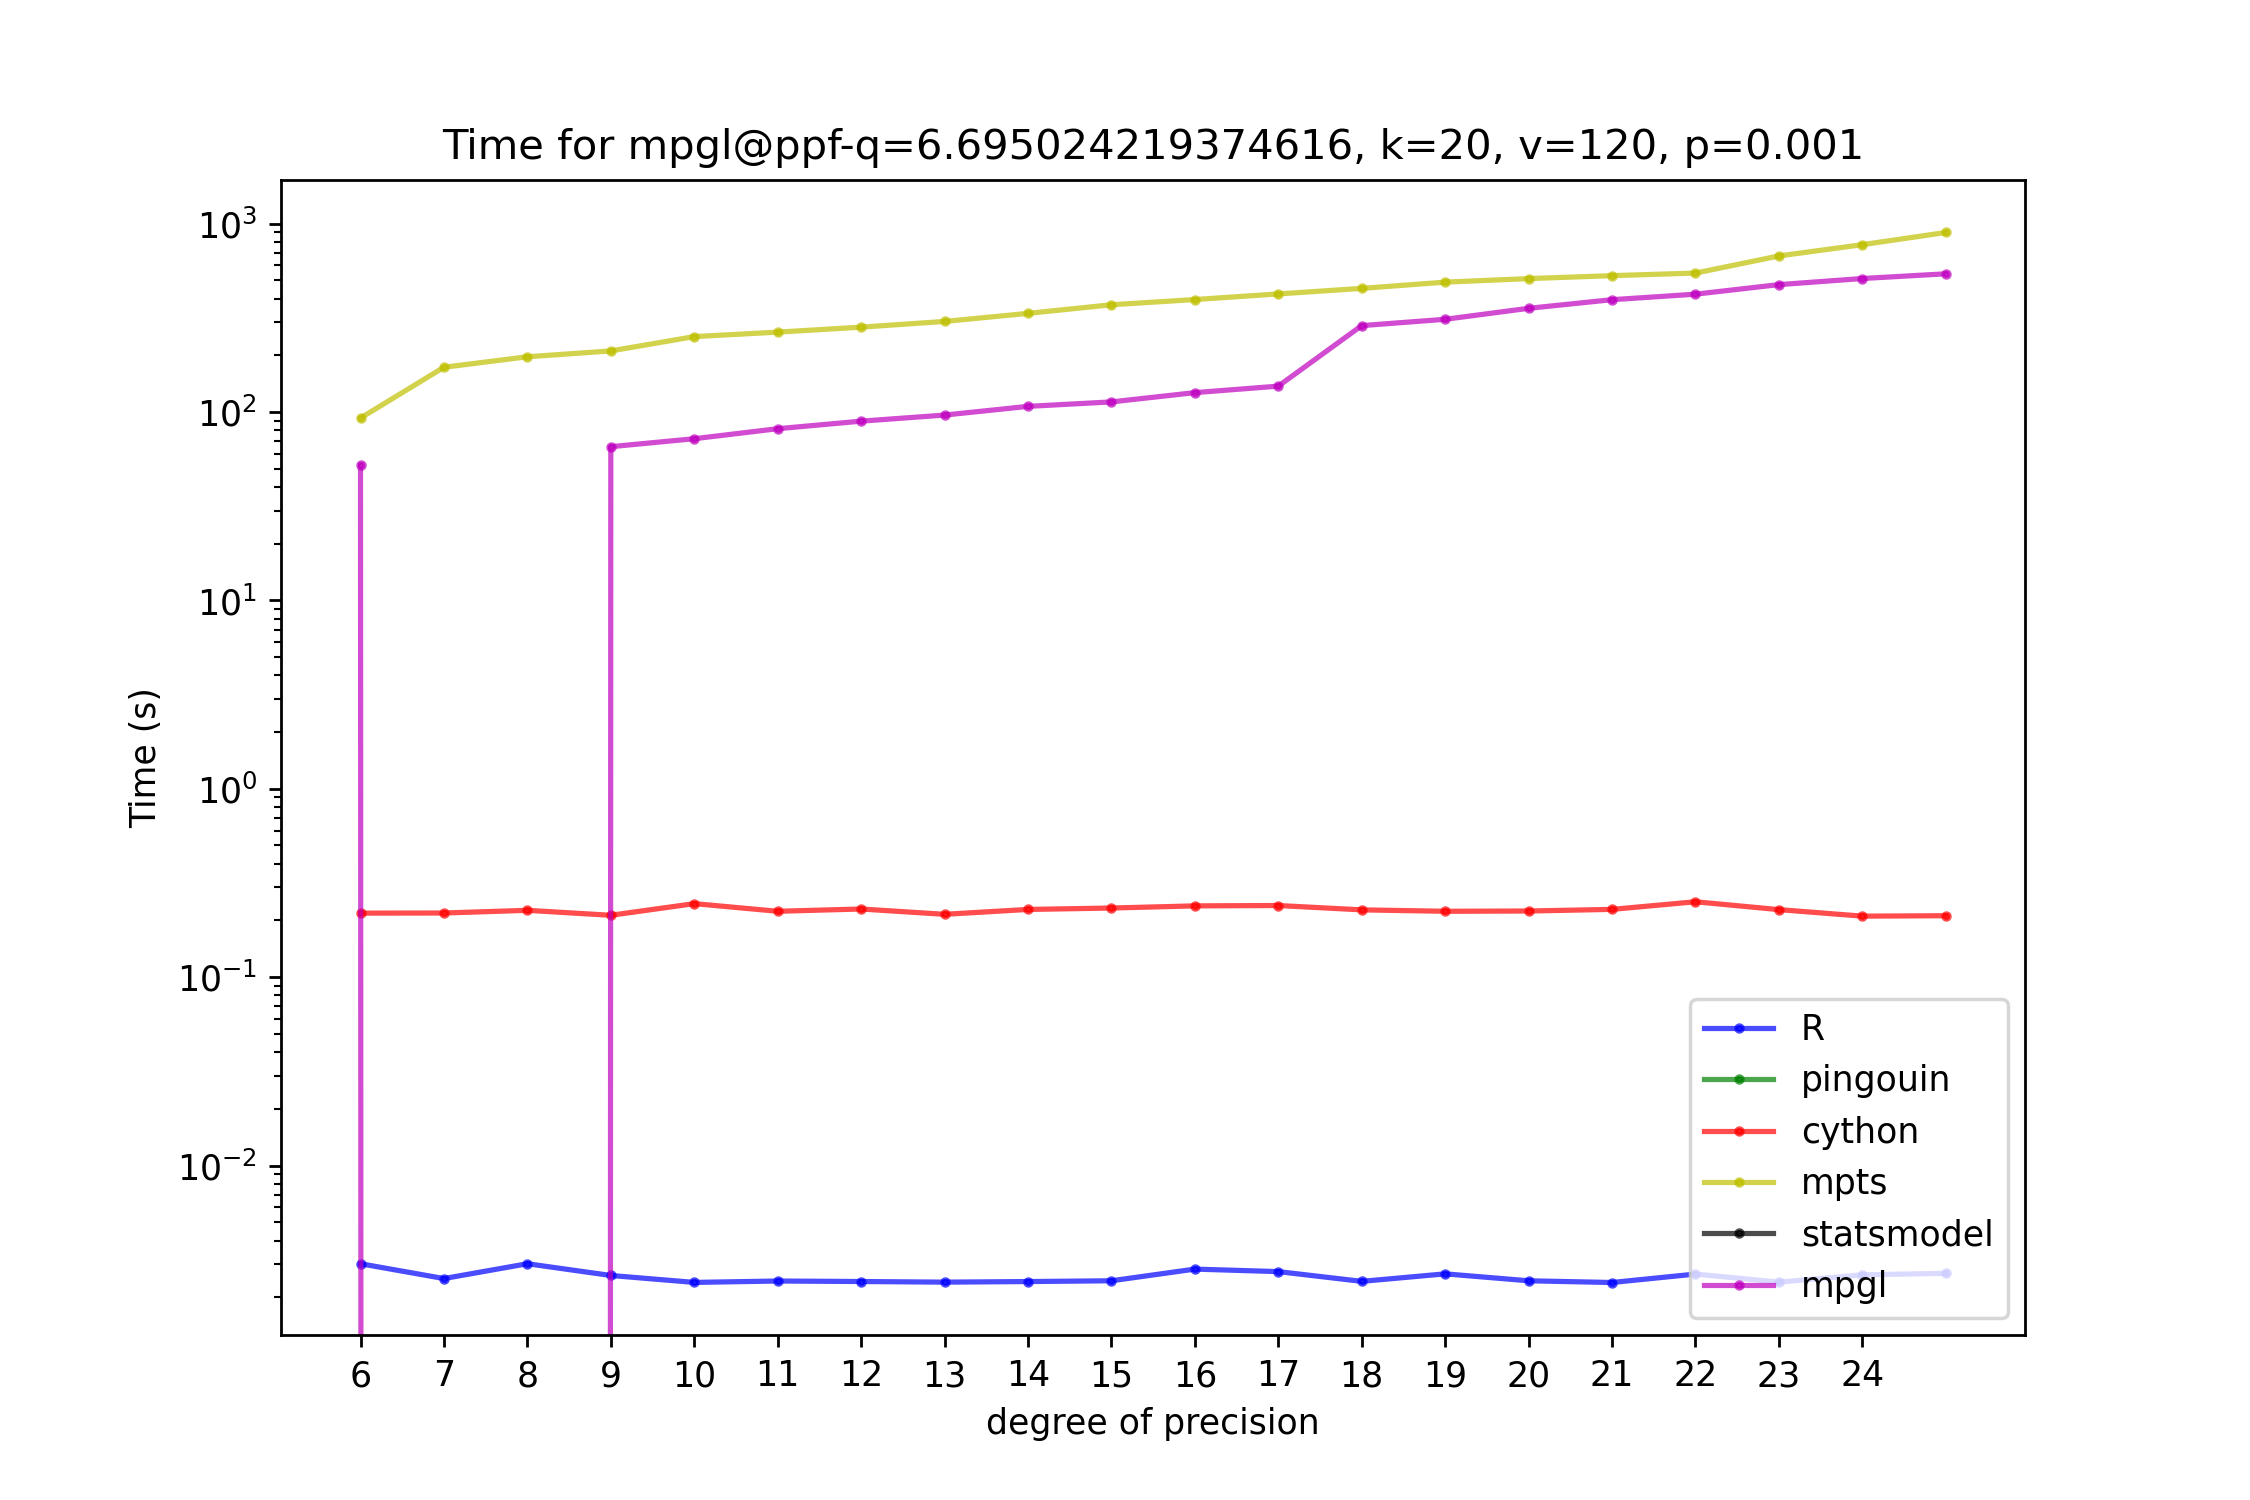 Time for mpgl@ppf-q=6.695024219374616, k=20, v=120, p=0.001
10³
10²
10¹
10⁰
10⁻¹
10⁻²
Time (s)
R
pingouin
cython
mpts
statsmodel
mpgl
6 7 8 9 10 11 12 13 14 15 16 17 18 19 20 21 22 23 24
degree of precision